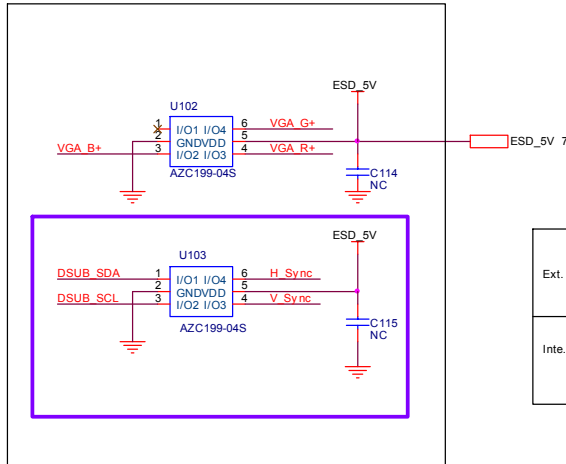 ESD_5V
U102
1 I/O1 I/O4 6 VGA_G+
2 GNDVDD 5
VGA_B+ 3 I/O2 I/O3 4 VGA_R+
ESD_5V 7
AZC199-04S
C114
NC
ESD_5V
U103
DSUB_SDA 1 I/O1 I/O4 6 H_Sync
2 GNDVDD 5
DSUB_SCL 3 I/O2 I/O3 4 V_Sync
AZC199-04S
C115
NC
Ext.
Inte.